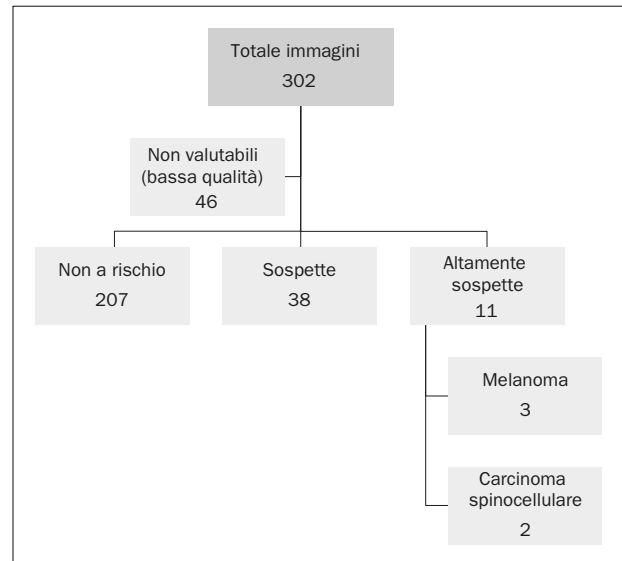 Totale immagini
302
Non valutabili
(bassa qualità)
46
Non a rischio
207
Sospette
38
Altamente
sospette
11
Melanoma
3
Carcinoma
spinocellulare
2